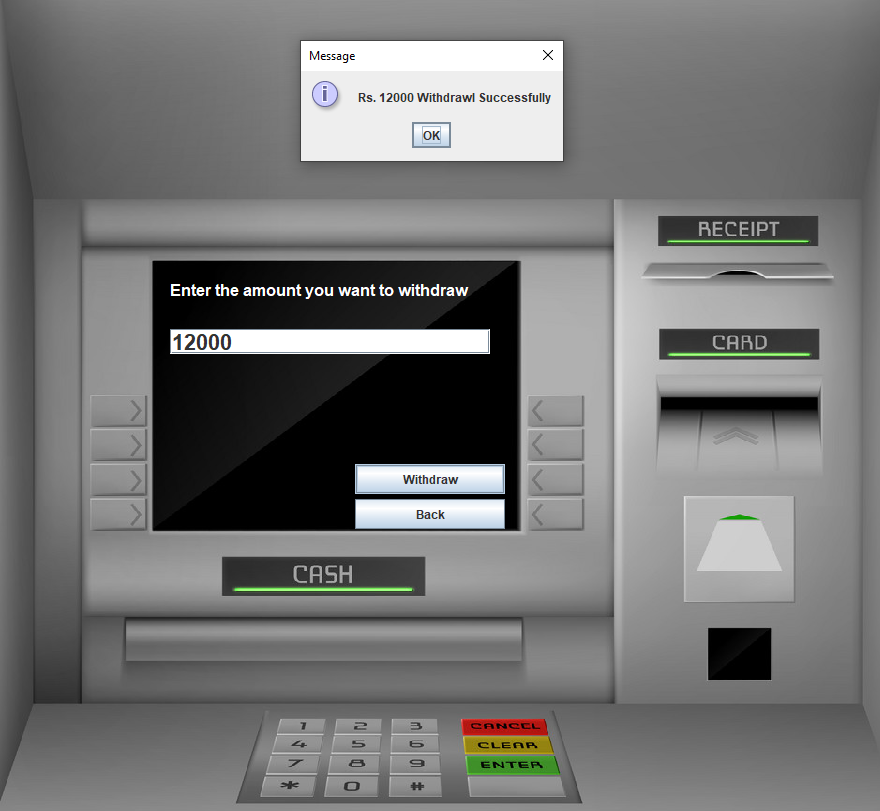 Message
Rs. 12000 Withdrawl Successfully
OK
RECEIPT
Enter the amount you want to withdraw
12000
CARD
Withdraw
Back
CASH
1 2 3 CANCEL
4 5 6 CLEAR
7 8 9 ENTER
* 0 #